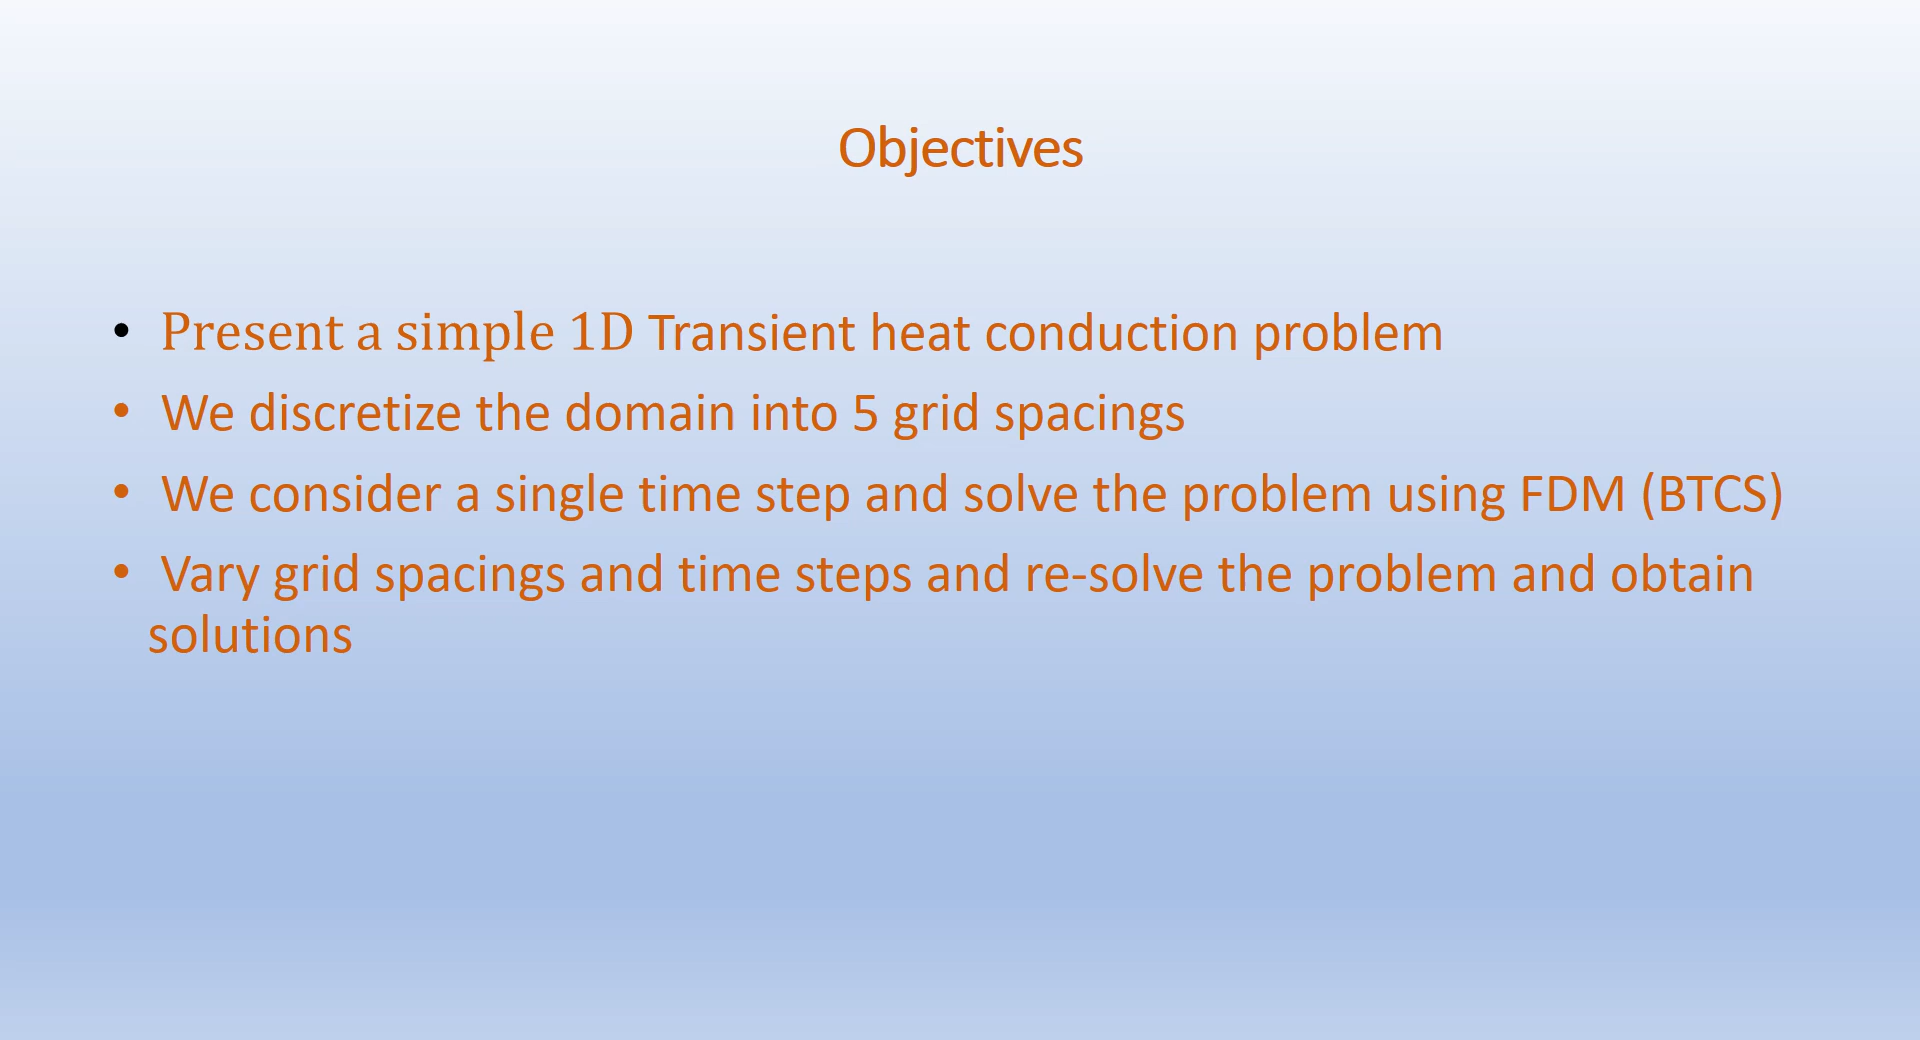 Objectives
• Present a simple 1D Transient heat conduction problem
• We discretize the domain into 5 grid spacings
• We consider a single time step and solve the problem using FDM (BTCS)
• Vary grid spacings and time steps and re-solve the problem and obtain
solutions